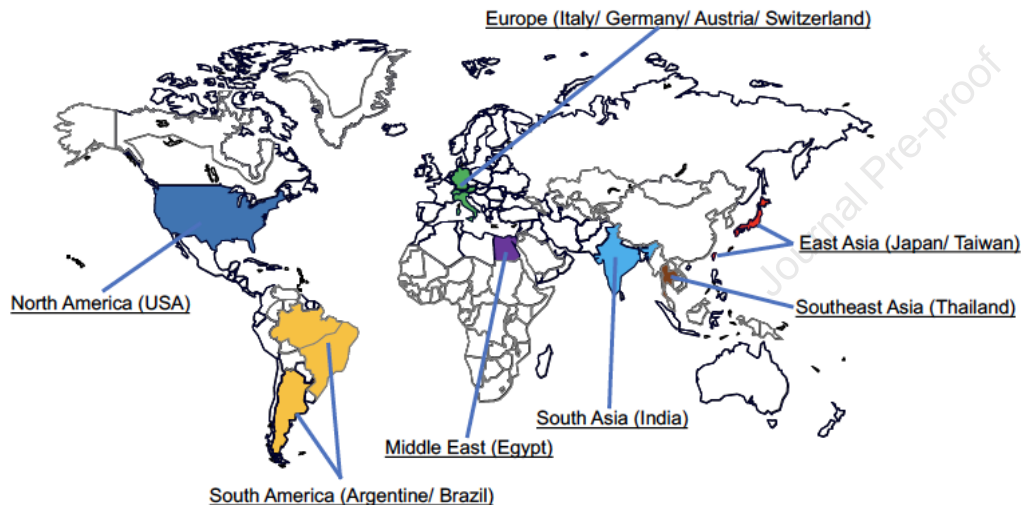 Europe (Italy/ Germany/ Austria/ Switzerland)
Journal Pre-proof
East Asia (Japan/ Taiwan)
North America (USA)
Southeast Asia (Thailand)
South Asia (India)
Middle East (Egypt)
South America (Argentine/ Brazil)